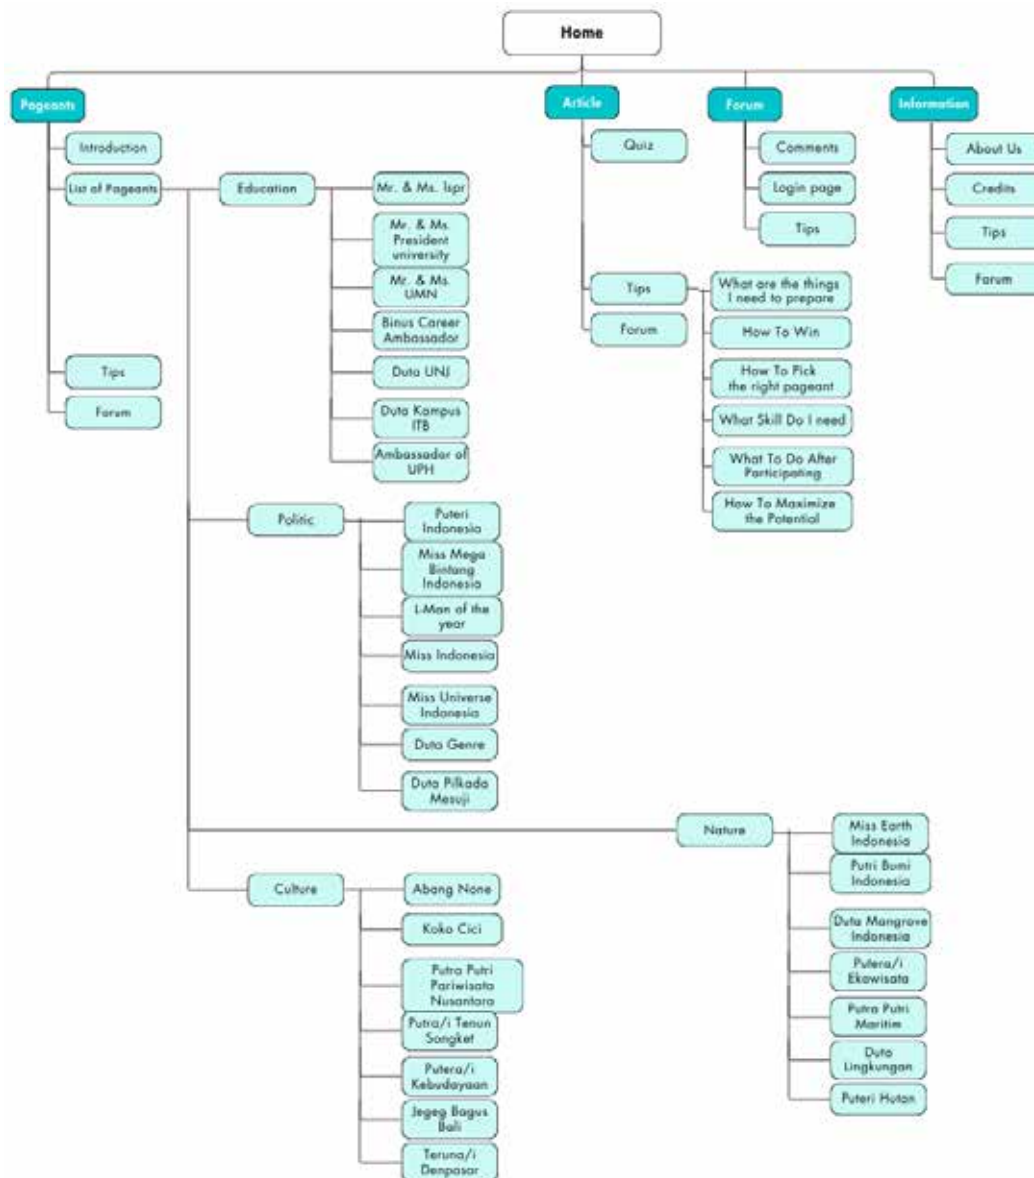 Home
Pageants
Introduction
List of Pageants
Tips
Forum
Education
Mr. & Ms. Ispr
Mr. & Ms.
President
university
Mr. & Ms.
UMN
Binus Career
Ambassador
Duta UNJ
Duta Kampus
ITB
Ambassador of
UPH
Politic
Puteri
Indonesia
Miss Mega
Bintang
Indonesia
L-Man of the
year
Miss Indonesia
Miss Universe
Indonesia
Duta Genre
Duta Pilkada
Mesuji
Nature
Miss Earth
Indonesia
Putri Bumi
Indonesia
Duta Mangrove
Indonesia
Putera/i
Ekowisata
Putra Putri
Maritim
Duta
Lingkungan
Puteri Hutan
Culture
Abang None
Koko Cici
Putra Putri
Pariwisata
Nusantara
Putra/i Tenun
Songket
Putera/i
Kebudayaan
Jegeg Bagus
Bali
Teruna/i
Denpasar
Article
Quiz
Tips
Forum
What are the things
I need to prepare
How To Win
How To Pick
the right pageant
What Skill Do I need
What To Do After
Participating
How To Maximize
the Potential
Forum
Comments
Login page
Tips
Information
About Us
Credits
Tips
Forum